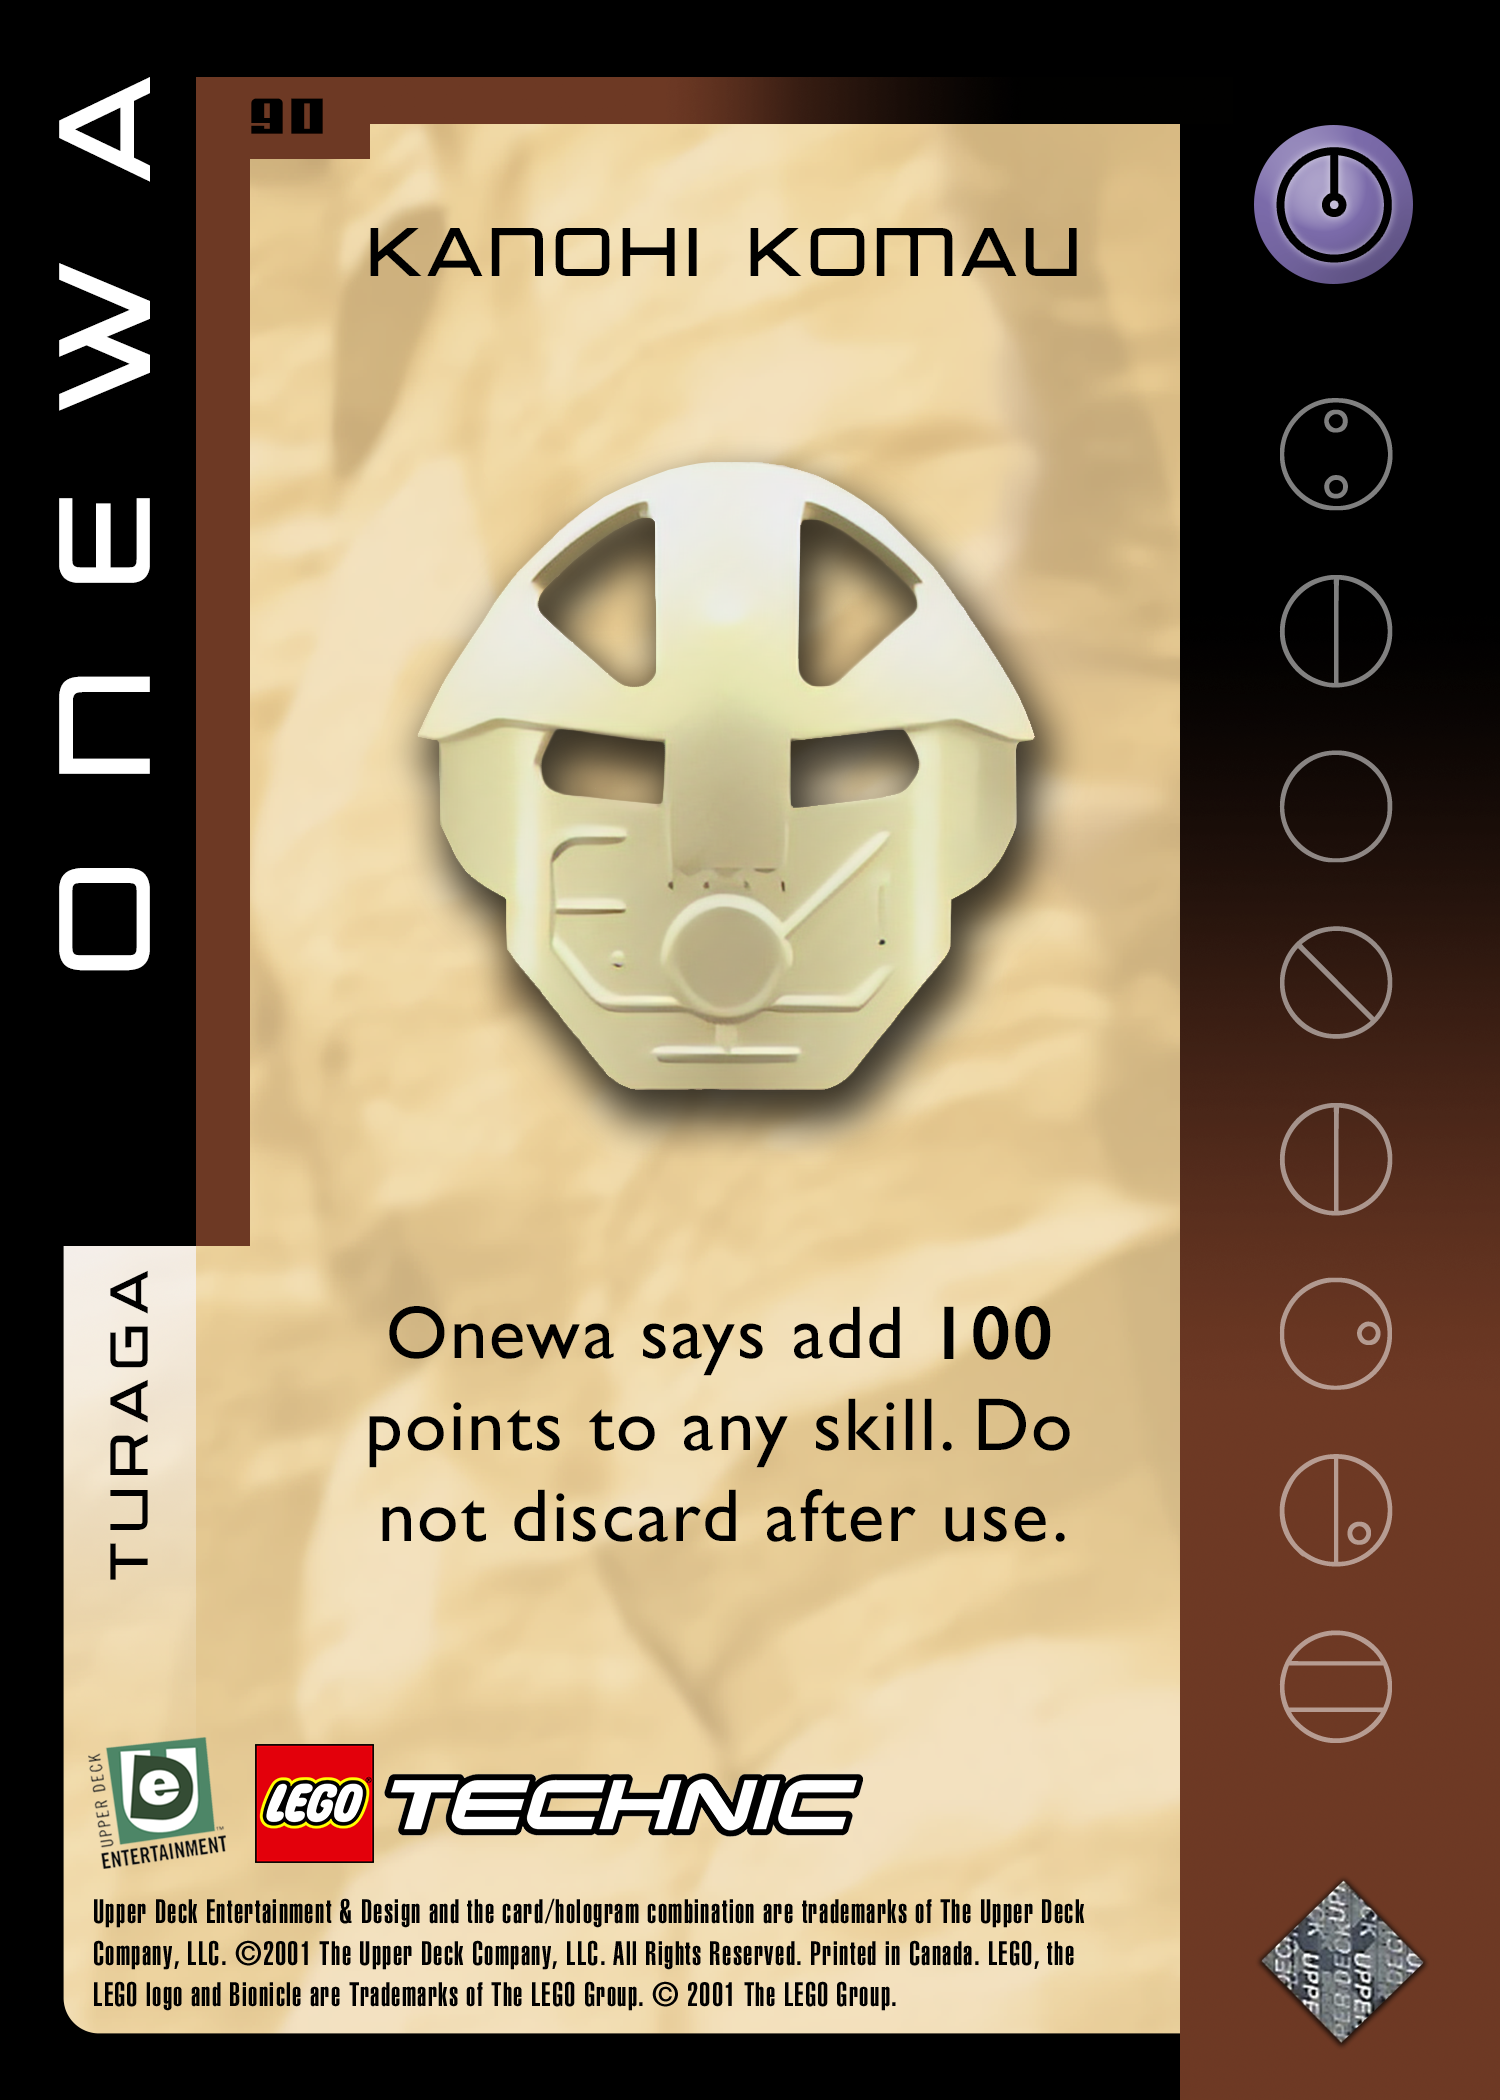 90
ONEWA
KANOHI KOMAU
Onewa says add 100
points to any skill. Do
not discard after use.
TURAGA
UPPER DECK
e
ENTERTAINMENT™
LEGO TECHNIC
Upper Deck Entertainment & Design and the card/hologram combination are trademarks of The Upper Deck
Company, LLC. ©2001 The Upper Deck Company, LLC. All Rights Reserved. Printed in Canada. LEGO, the
LEGO logo and Bionicle are Trademarks of The LEGO Group. © 2001 The LEGO Group.